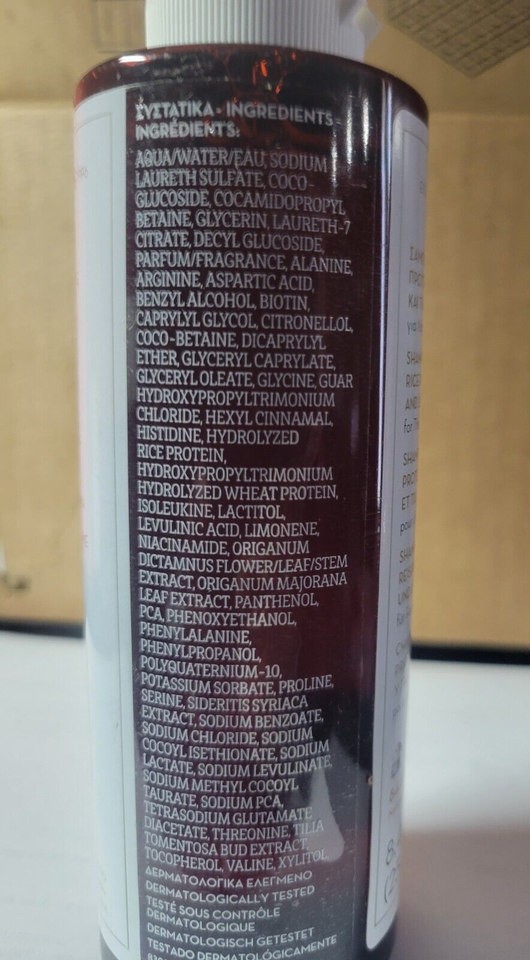 ΣΥΣΤΑΤΙΚΑ - INGREDIENTS -
INGRÉDIENTS:
AQUA/WATER/EAU, SODIUM
LAURETH SULFATE, COCO-
GLUCOSIDE, COCAMIDOPROPYL
BETAINE, GLYCERIN, LAURETH-7
CITRATE, DECYL GLUCOSIDE,
PARFUM/FRAGRANCE, ALANINE,
ARGININE, ASPARTIC ACID,
BENZYL ALCOHOL, BIOTIN,
CAPRYLYL GLYCOL, CITRONELLOL,
COCO-BETAINE, DICAPRYLYL
ETHER, GLYCERYL CAPRYLATE,
GLYCERYL OLEATE, GLYCINE, GUAR
HYDROXYPROPYLTRIMONIUM
CHLORIDE, HEXYL CINNAMAL,
HISTIDINE, HYDROLYZED
RICE PROTEIN,
HYDROXYPROPYLTRIMONIUM
HYDROLYZED WHEAT PROTEIN,
ISOLEUKINE, LACTITOL,
LEVULINIC ACID, LIMONENE,
NIACINAMIDE, ORIGANUM
DICTAMNUS FLOWER/LEAF/STEM
EXTRACT, ORIGANUM MAJORANA
LEAF EXTRACT, PANTHENOL,
PCA, PHENOXYETHANOL,
PHENYLALANINE,
PHENYLPROPANOL,
POLYQUATERNIUM-10,
POTASSIUM SORBATE, PROLINE,
SERINE, SIDERITIS SYRIACA
EXTRACT, SODIUM BENZOATE,
SODIUM CHLORIDE, SODIUM
COCOYL ISETHIONATE, SODIUM
LACTATE, SODIUM LEVULINATE,
SODIUM METHYL COCOYL
TAURATE, SODIUM PCA,
TETRASODIUM GLUTAMATE
DIACETATE, THREONINE, TILIA
TOMENTOSA BUD EXTRACT,
TOCOPHEROL, VALINE, XYLITOL
ΔΕΡΜΑΤΟΛΟΓΙΚΑ ΕΛΕΓΜΕΝΟ
DERMATOLOGICALLY TESTED
TESTÉ SOUS CONTRÔLE
DERMATOLOGIQUE
DERMATOLOGISCH GETESTET
TESTADO DERMATOLÓGICAMENTE